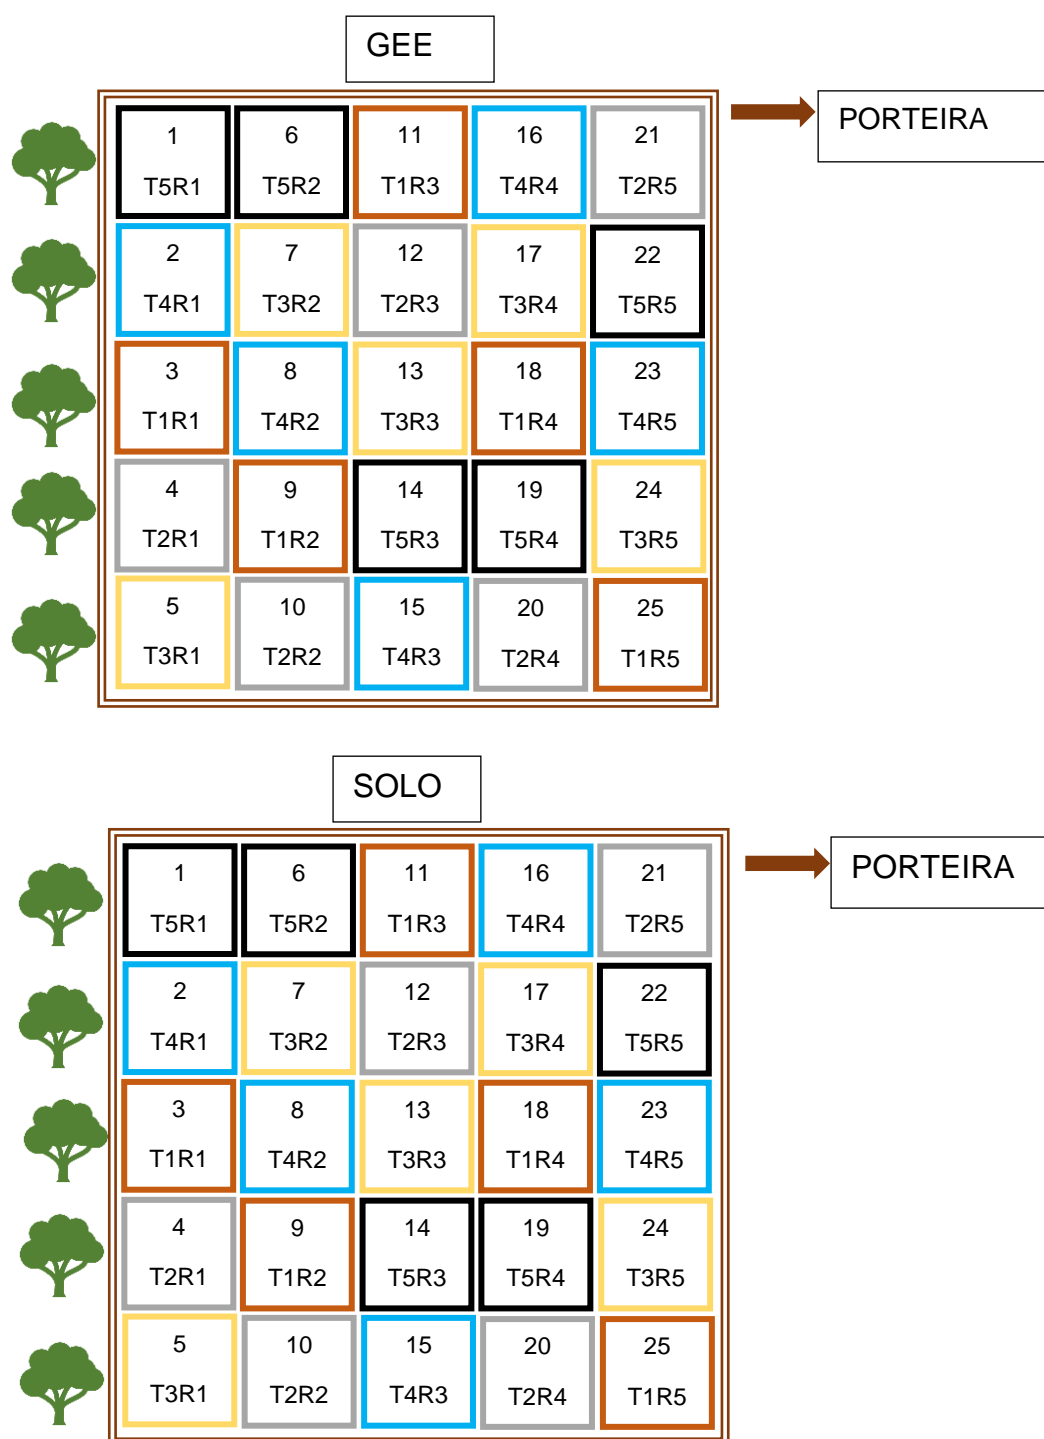 GEE
PORTEIRA
1 6 11 16 21
T5R1 T5R2 T1R3 T4R4 T2R5
2 7 12 17 22
T4R1 T3R2 T2R3 T3R4 T5R5
3 8 13 18 23
T1R1 T4R2 T3R3 T1R4 T4R5
4 9 14 19 24
T2R1 T1R2 T5R3 T5R4 T3R5
5 10 15 20 25
T3R1 T2R2 T4R3 T2R4 T1R5
SOLO
PORTEIRA
1 6 11 16 21
T5R1 T5R2 T1R3 T4R4 T2R5
2 7 12 17 22
T4R1 T3R2 T2R3 T3R4 T5R5
3 8 13 18 23
T1R1 T4R2 T3R3 T1R4 T4R5
4 9 14 19 24
T2R1 T1R2 T5R3 T5R4 T3R5
5 10 15 20 25
T3R1 T2R2 T4R3 T2R4 T1R5